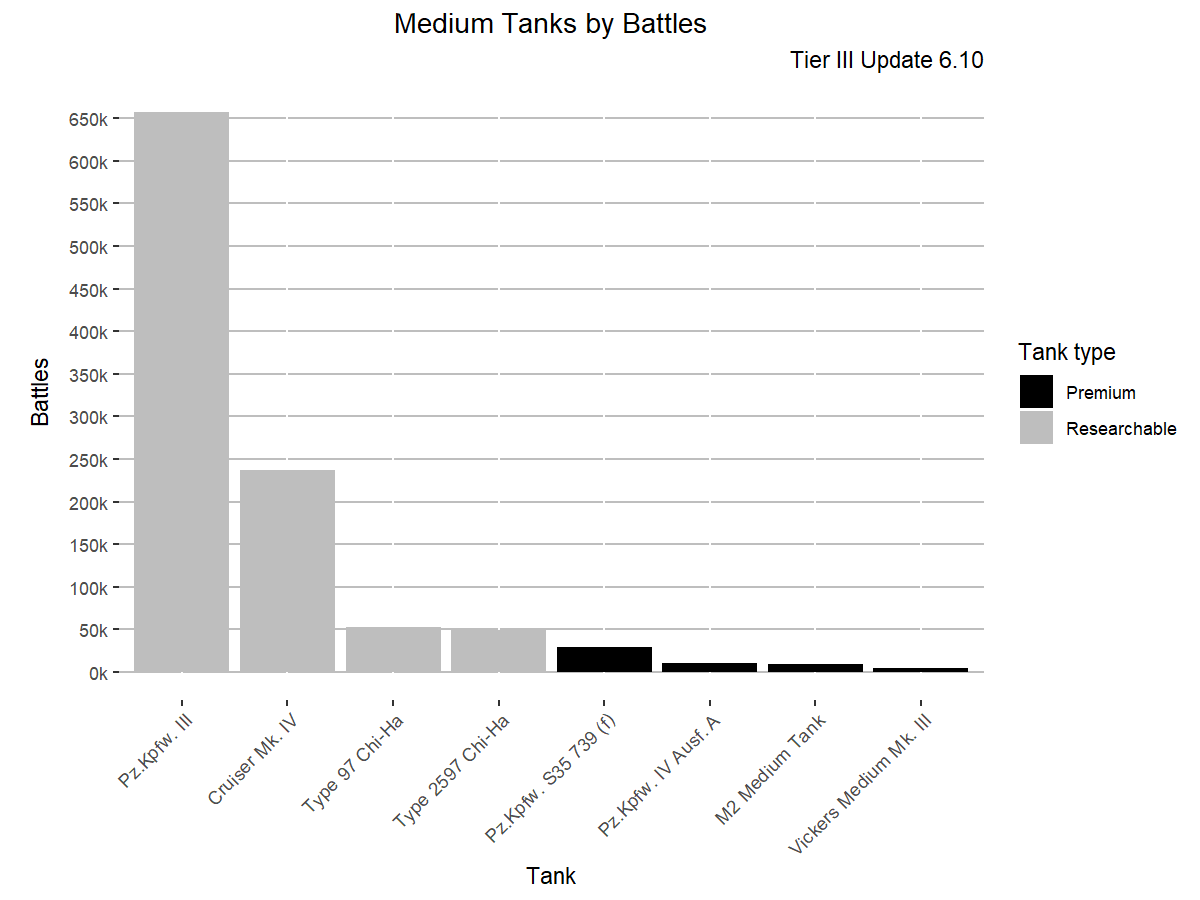 Medium Tanks by Battles
Tier III Update 6.10
650k
600k
550k
500k
450k
400k
350k
300k
250k
200k
150k
100k
50k
0k
Battles
Pz.Kpfw. III
Cruiser Mk. IV
Type 97 Chi-Ha
Type 2597 Chi-Ha
Pz.Kpfw. S35 739 (f)
Pz.Kpfw. IV Ausf. A
M2 Medium Tank
Vickers Medium Mk. III
Tank
Tank type
Premium
Researchable